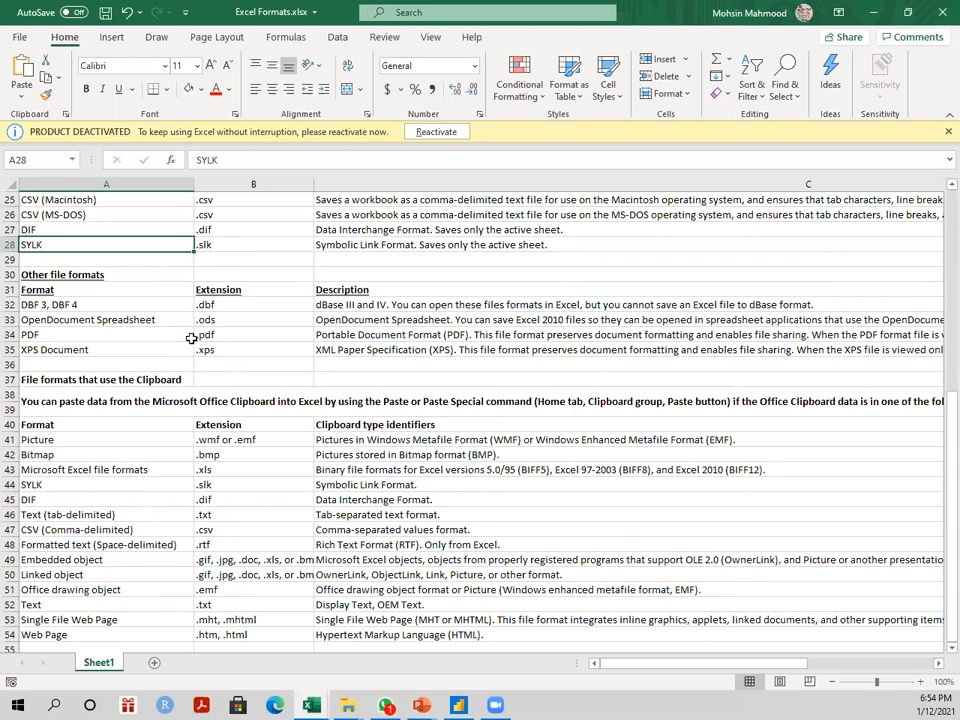 AutoSave Off Excel Formats.xlsx Search Mohsin Mahmood
File Home Insert Draw Page Layout Formulas Data Review View Help Share Comments
Paste Calibri 11 General Conditional Formatting Format as Table Cell Styles Insert Delete Format Sort & Filter Find & Select Ideas Sensitivity
Clipboard Font Alignment Number Styles Cells Editing Ideas Sensitivity
PRODUCT DEACTIVATED To keep using Excel without interruption, please reactivate now. Reactivate
A28 fx SYLK
A B C
25 CSV (Macintosh) .csv Saves a workbook as a comma-delimited text file for use on the Macintosh operating system, and ensures that tab characters, line breaks
26 CSV (MS-DOS) .csv Saves a workbook as a comma-delimited text file for use on the MS-DOS operating system, and ensures that tab characters, line breaks,
27 DIF .dif Data Interchange Format. Saves only the active sheet.
28 SYLK .slk Symbolic Link Format. Saves only the active sheet.
29
30 Other file formats
31 Format Extension Description
32 DBF 3, DBF 4 .dbf dBase III and IV. You can open these files formats in Excel, but you cannot save an Excel file to dBase format.
33 OpenDocument Spreadsheet .ods OpenDocument Spreadsheet. You can save Excel 2010 files so they can be opened in spreadsheet applications that use the OpenDocume
34 PDF .pdf Portable Document Format (PDF). This file format preserves document formatting and enables file sharing. When the PDF format file is v
35 XPS Document .xps XML Paper Specification (XPS). This file format preserves document formatting and enables file sharing. When the XPS file is viewed onl
36
37 File formats that use the Clipboard
38 You can paste data from the Microsoft Office Clipboard into Excel by using the Paste or Paste Special command (Home tab, Clipboard group, Paste button) if the Office Clipboard data is in one of the fol
39
40 Format Extension Clipboard type identifiers
41 Picture .wmf or .emf Pictures in Windows Metafile Format (WMF) or Windows Enhanced Metafile Format (EMF).
42 Bitmap .bmp Pictures stored in Bitmap format (BMP).
43 Microsoft Excel file formats .xls Binary file formats for Excel versions 5.0/95 (BIFF5), Excel 97-2003 (BIFF8), and Excel 2010 (BIFF12).
44 SYLK .slk Symbolic Link Format.
45 DIF .dif Data Interchange Format.
46 Text (tab-delimited) .txt Tab-separated text format.
47 CSV (Comma-delimited) .csv Comma-separated values format.
48 Formatted text (Space-delimited) .rtf Rich Text Format (RTF). Only from Excel.
49 Embedded object .gif, .jpg, .doc, .xls, or .bm Microsoft Excel objects, objects from properly registered programs that support OLE 2.0 (OwnerLink), and Picture or another presentatio
50 Linked object .gif, .jpg, .doc, .xls, or .bm OwnerLink, ObjectLink, Link, Picture, or other format.
51 Office drawing object .emf Office drawing object format or Picture (Windows enhanced metafile format, EMF).
52 Text .txt Display Text, OEM Text.
53 Single File Web Page .mht, .mhtml Single File Web Page (MHT or MHTML). This file format integrates inline graphics, applets, linked documents, and other supporting item
54 Web Page .htm, .html Hypertext Markup Language (HTML).
55
Sheet1
100%
6:54 PM
1/12/2021